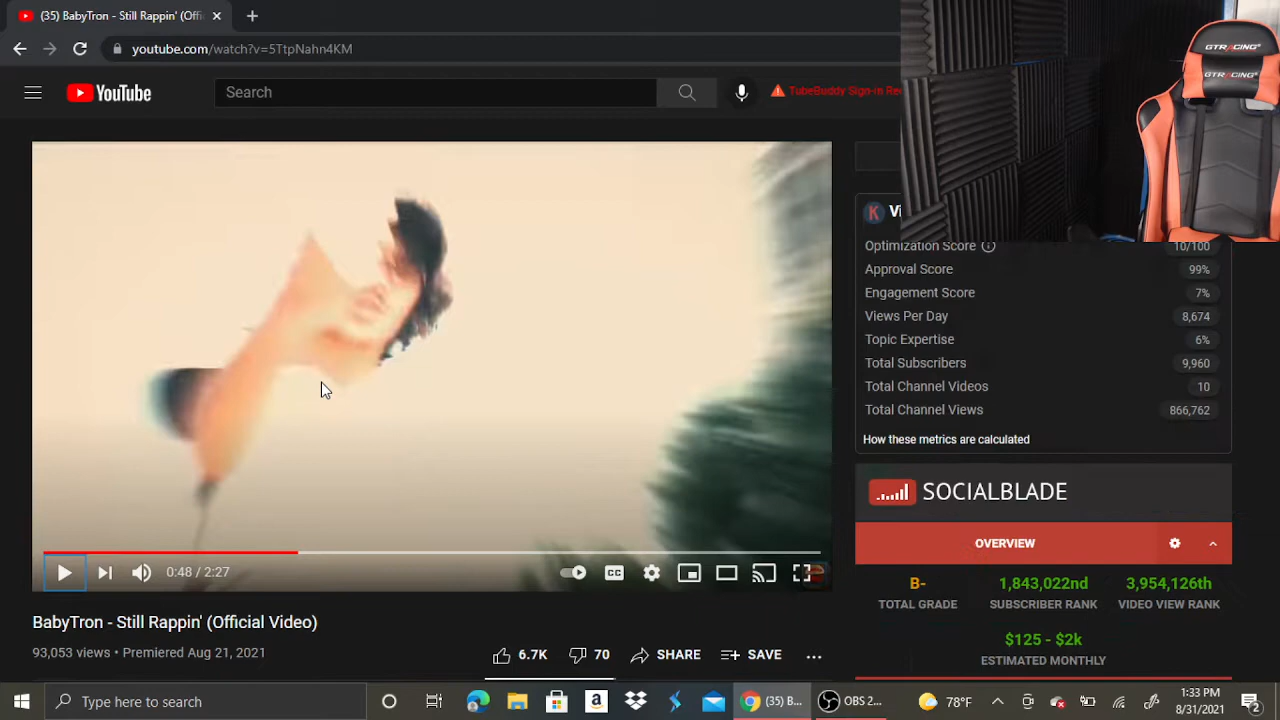 (35) BabyTron - Still Rappin' (Offi
youtube.com/watch?v=5TtpNahn4KM
YouTube
Search
TubeBuddy Sign-in Re
GTRACING
GTRACING
K Vi
Optimization Score 10/100
Approval Score 99%
Engagement Score 7%
Views Per Day 8,674
Topic Expertise 6%
Total Subscribers 9,960
Total Channel Videos 10
Total Channel Views 866,762
How these metrics are calculated
SOCIALBLADE
OVERVIEW
B- 1,843,022nd 3,954,126th
TOTAL GRADE SUBSCRIBER RANK VIDEO VIEW RANK
$125 - $2k
ESTIMATED MONTHLY
0:48 / 2:27
CC
BabyTron - Still Rappin' (Official Video)
93,053 views • Premiered Aug 21, 2021
6.7K 70 SHARE SAVE
Type here to search
a
(35) B...
OBS 2...
78°F
1:33 PM
8/31/2021
2